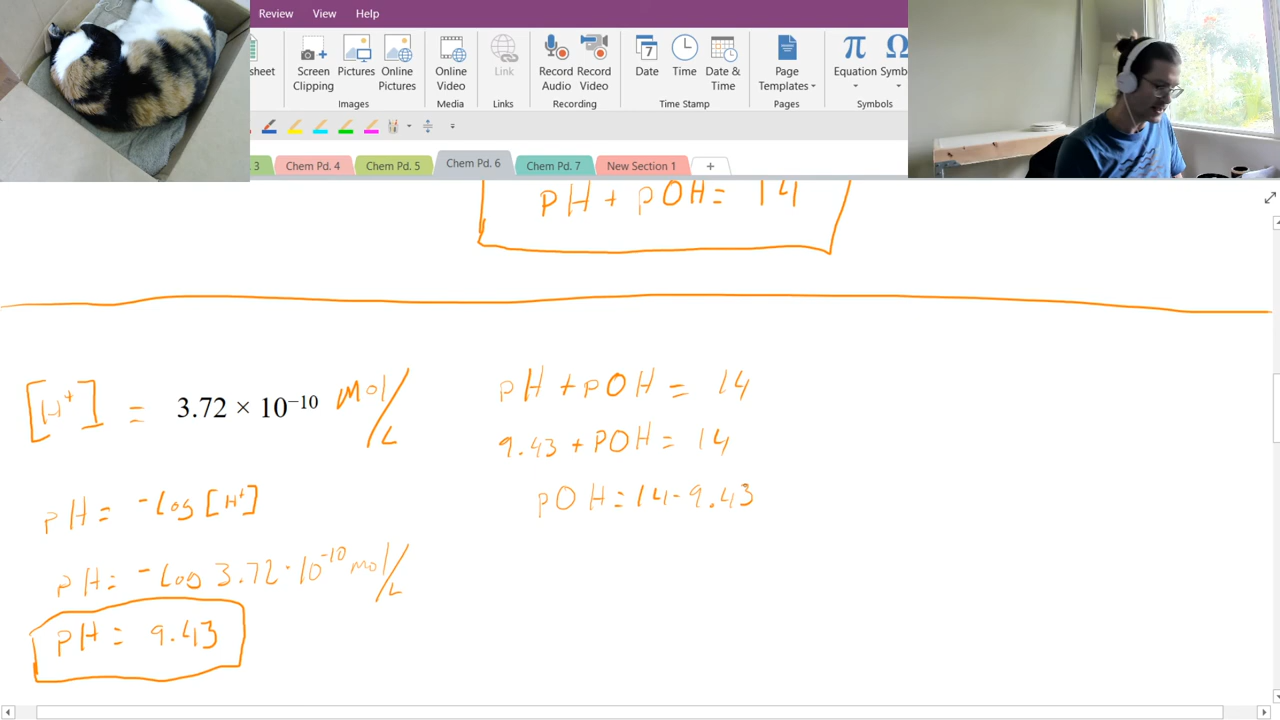 Review View Help
sheet Screen Clipping Pictures Online Pictures Online Video Link Record Audio Record Video Date Time Date & Time Page Templates Equation Symb
Images Media Links Recording Time Stamp Pages Symbols
3 Chem Pd. 4 Chem Pd. 5 Chem Pd. 6 Chem Pd. 7 New Section 1 +
pH + pOH = 14
[H+] = 3.72 × 10⁻¹⁰ mol/L
pH = -log [H+]
pH = -log 3.72 · 10⁻¹⁰ mol/L
pH = 9.43
pH + pOH = 14
9.43 + pOH = 14
pOH = 14 - 9.43